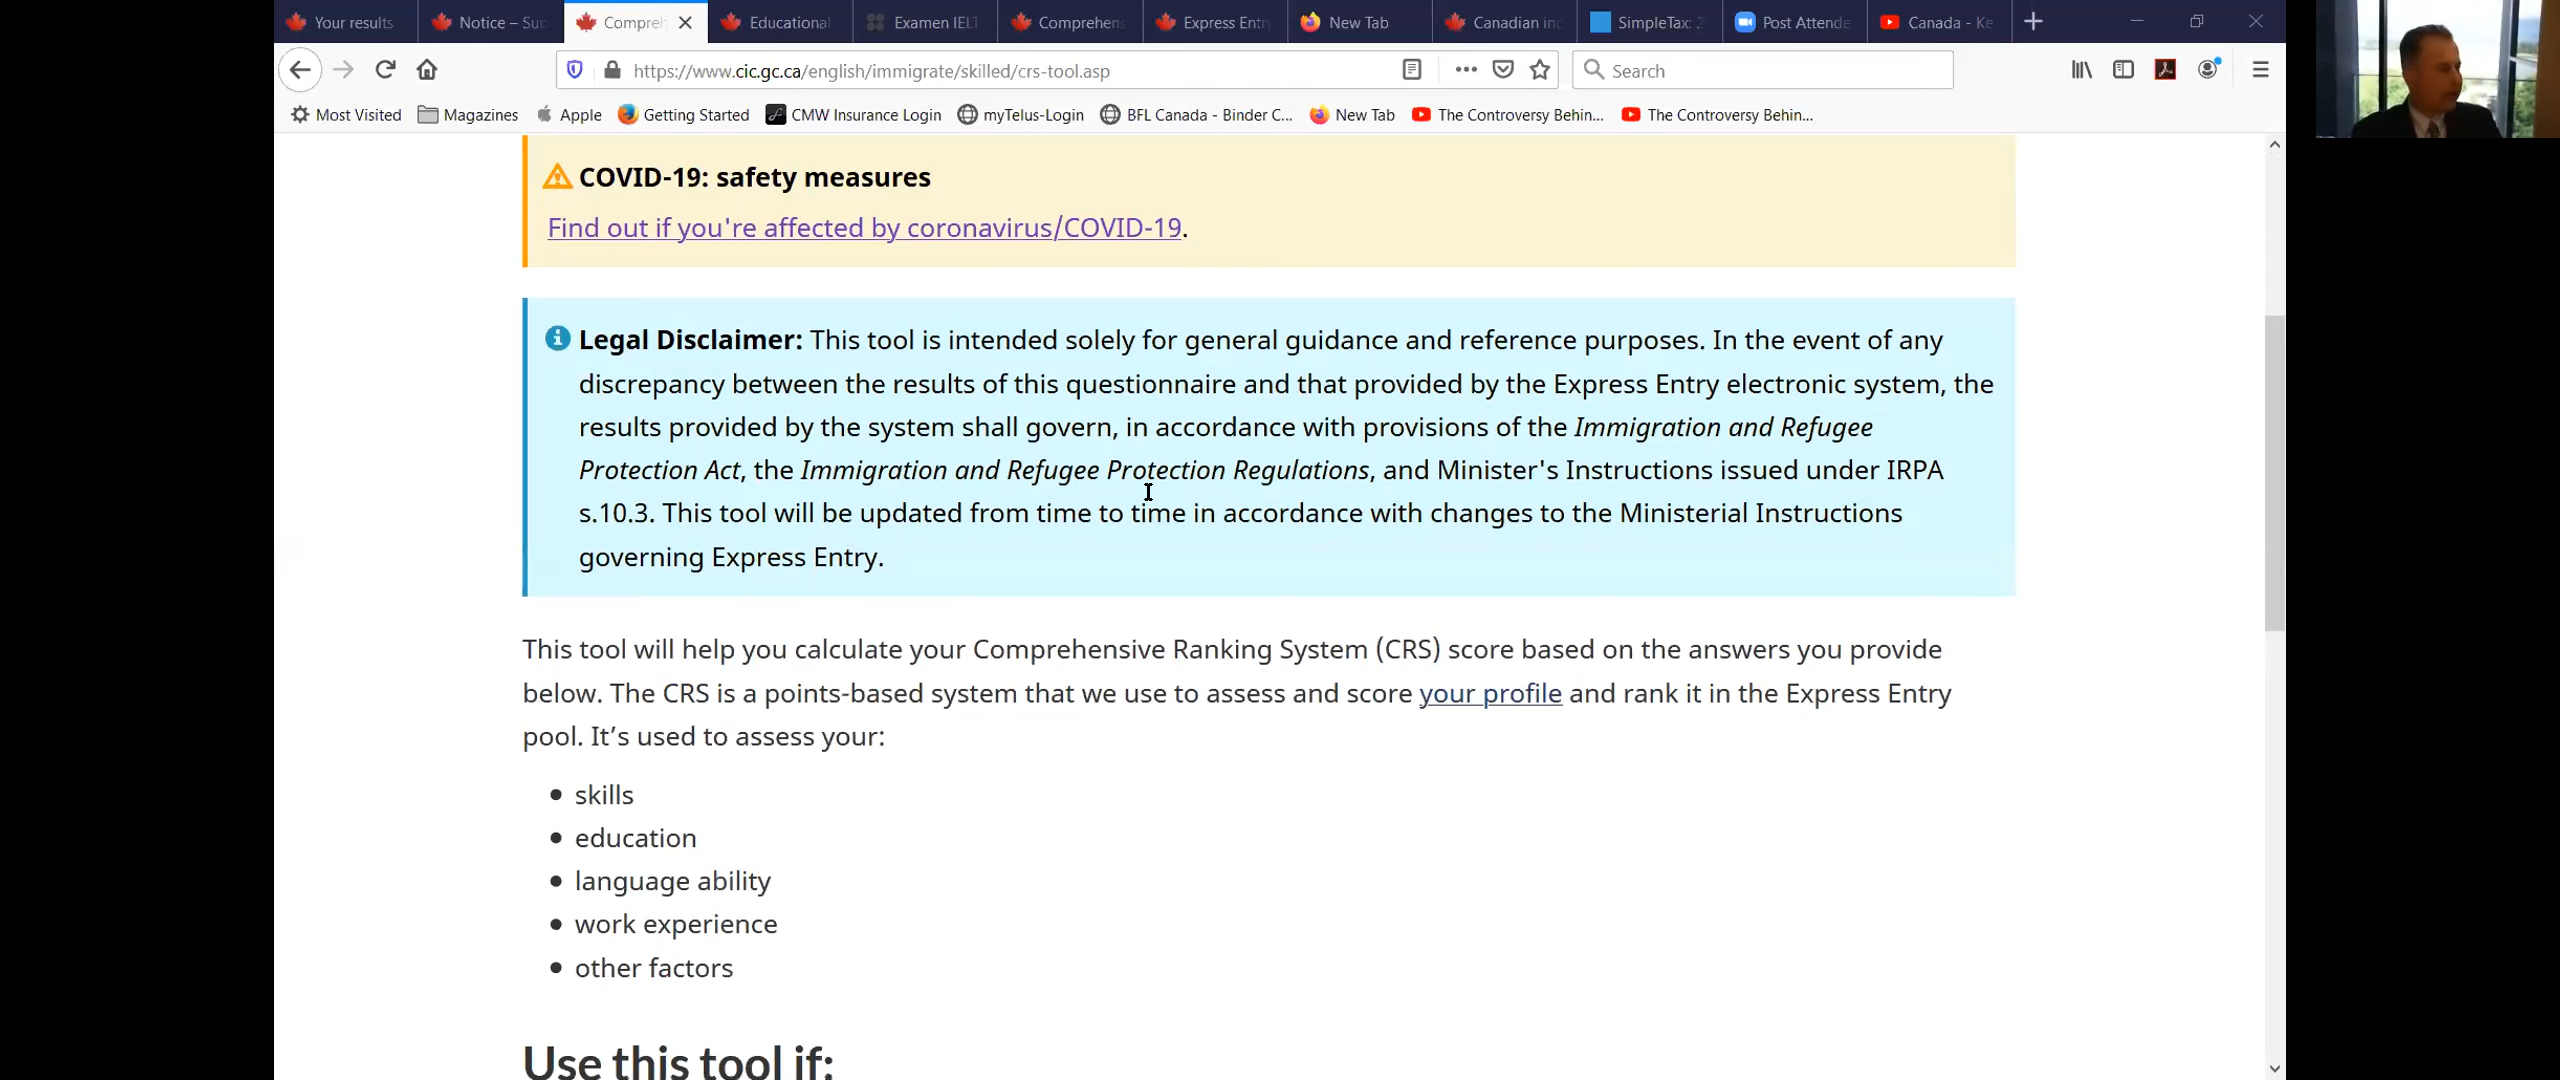 Your results
Notice – Su
Compreh
Educational
Examen IELT
Comprehens
Express Entr
New Tab
Canadian in
SimpleTax:
Post Attende
Canada - Ke
https://www.cic.gc.ca/english/immigrate/skilled/crs-tool.asp
Search
Most Visited
Magazines
Apple
Getting Started
CMW Insurance Login
myTelus-Login
BFL Canada - Binder C...
New Tab
The Controversy Behin...
The Controversy Behin...
COVID-19: safety measures
Find out if you're affected by coronavirus/COVID-19.
Legal Disclaimer: This tool is intended solely for general guidance and reference purposes. In the event of any
discrepancy between the results of this questionnaire and that provided by the Express Entry electronic system, the
results provided by the system shall govern, in accordance with provisions of the Immigration and Refugee
Protection Act, the Immigration and Refugee Protection Regulations, and Minister's Instructions issued under IRPA
s.10.3. This tool will be updated from time to time in accordance with changes to the Ministerial Instructions
governing Express Entry.
This tool will help you calculate your Comprehensive Ranking System (CRS) score based on the answers you provide
below. The CRS is a points-based system that we use to assess and score your profile and rank it in the Express Entry
pool. It’s used to assess your:
• skills
• education
• language ability
• work experience
• other factors
Use this tool if: